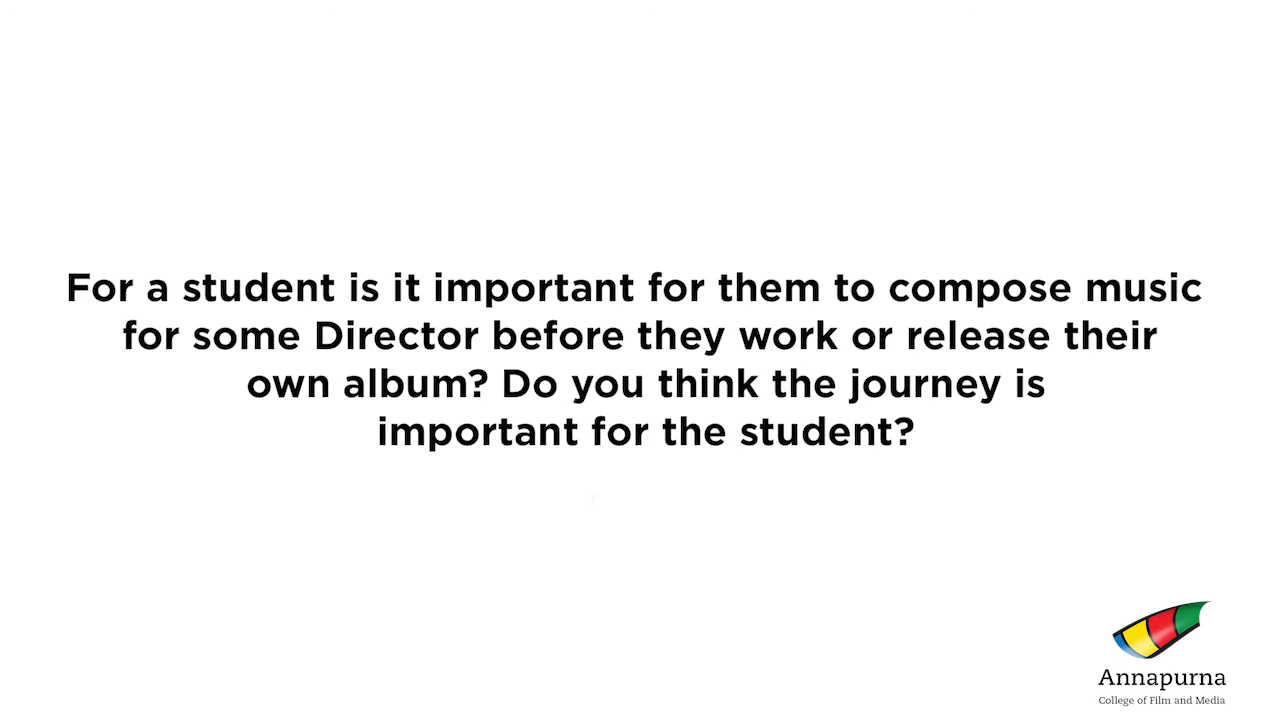 For a student is it important for them to compose music
for some Director before they work or release their
own album? Do you think the journey is
important for the student?
Annapurna
College of Film and Media